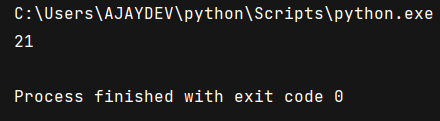 C:\Users\AJAYDEV\python\Scripts\python.exe
21
Process finished with exit code 0